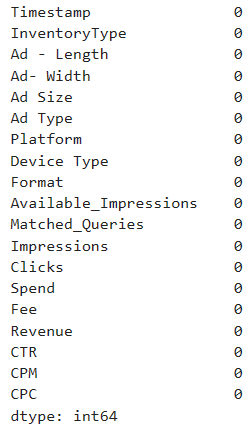 Timestamp 0
InventoryType 0
Ad - Length 0
Ad- Width 0
Ad Size 0
Ad Type 0
Platform 0
Device Type 0
Format 0
Available_Impressions 0
Matched_Queries 0
Impressions 0
Clicks 0
Spend 0
Fee 0
Revenue 0
CTR 0
CPM 0
CPC 0
dtype: int64